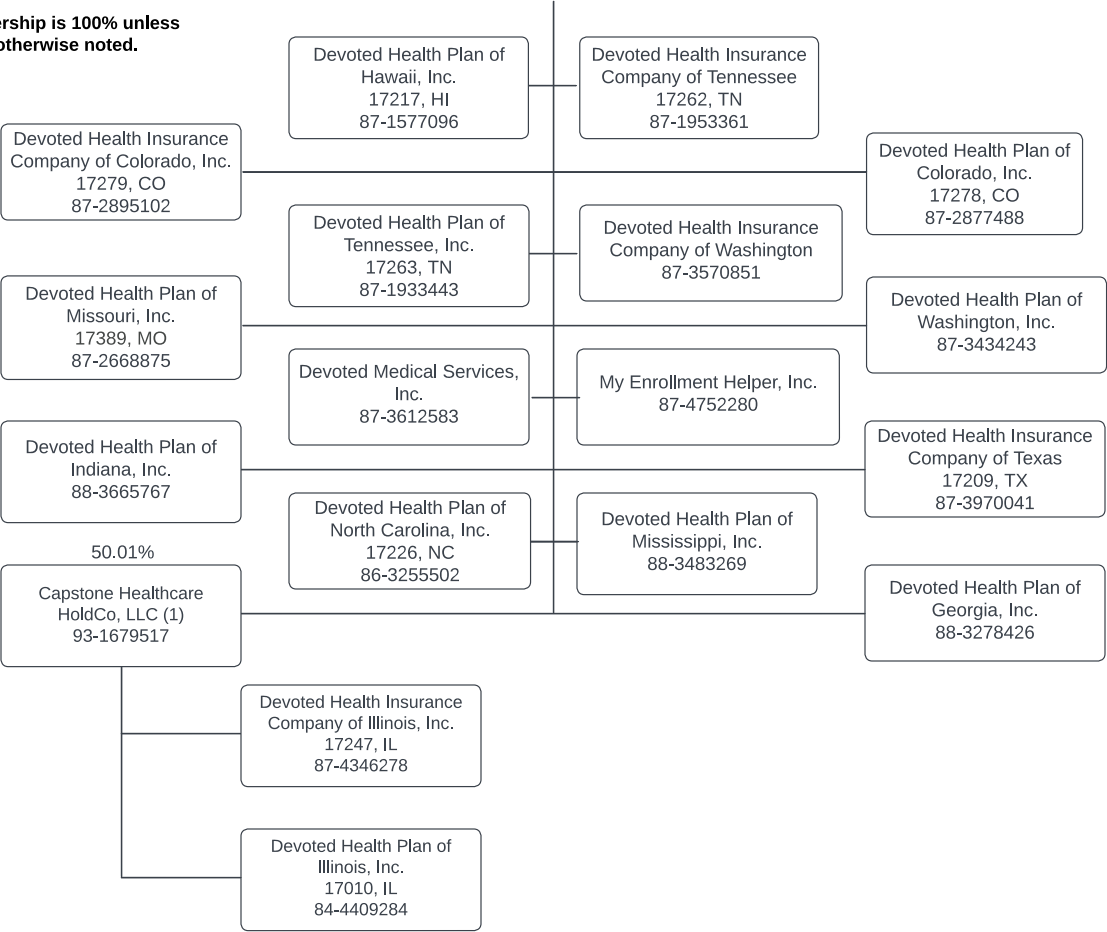 ership is 100% unless
otherwise noted.
Devoted Health Plan of
Hawaii, Inc.
17217, HI
87-1577096
Devoted Health Insurance
Company of Tennessee
17262, TN
87-1953361
Devoted Health Insurance
Company of Colorado, Inc.
17279, CO
87-2895102
Devoted Health Plan of
Colorado, Inc.
17278, CO
87-2877488
Devoted Health Plan of
Tennessee, Inc.
17263, TN
87-1933443
Devoted Health Insurance
Company of Washington
87-3570851
Devoted Health Plan of
Missouri, Inc.
17389, MO
87-2668875
Devoted Health Plan of
Washington, Inc.
87-3434243
Devoted Medical Services,
Inc.
87-3612583
My Enrollment Helper, Inc.
87-4752280
Devoted Health Plan of
Indiana, Inc.
88-3665767
Devoted Health Insurance
Company of Texas
17209, TX
87-3970041
Devoted Health Plan of
North Carolina, Inc.
17226, NC
86-3255502
Devoted Health Plan of
Mississippi, Inc.
88-3483269
50.01%
Capstone Healthcare
HoldCo, LLC (1)
93-1679517
Devoted Health Plan of
Georgia, Inc.
88-3278426
Devoted Health Insurance
Company of Illinois, Inc.
17247, IL
87-4346278
Devoted Health Plan of
Illinois, Inc.
17010, IL
84-4409284